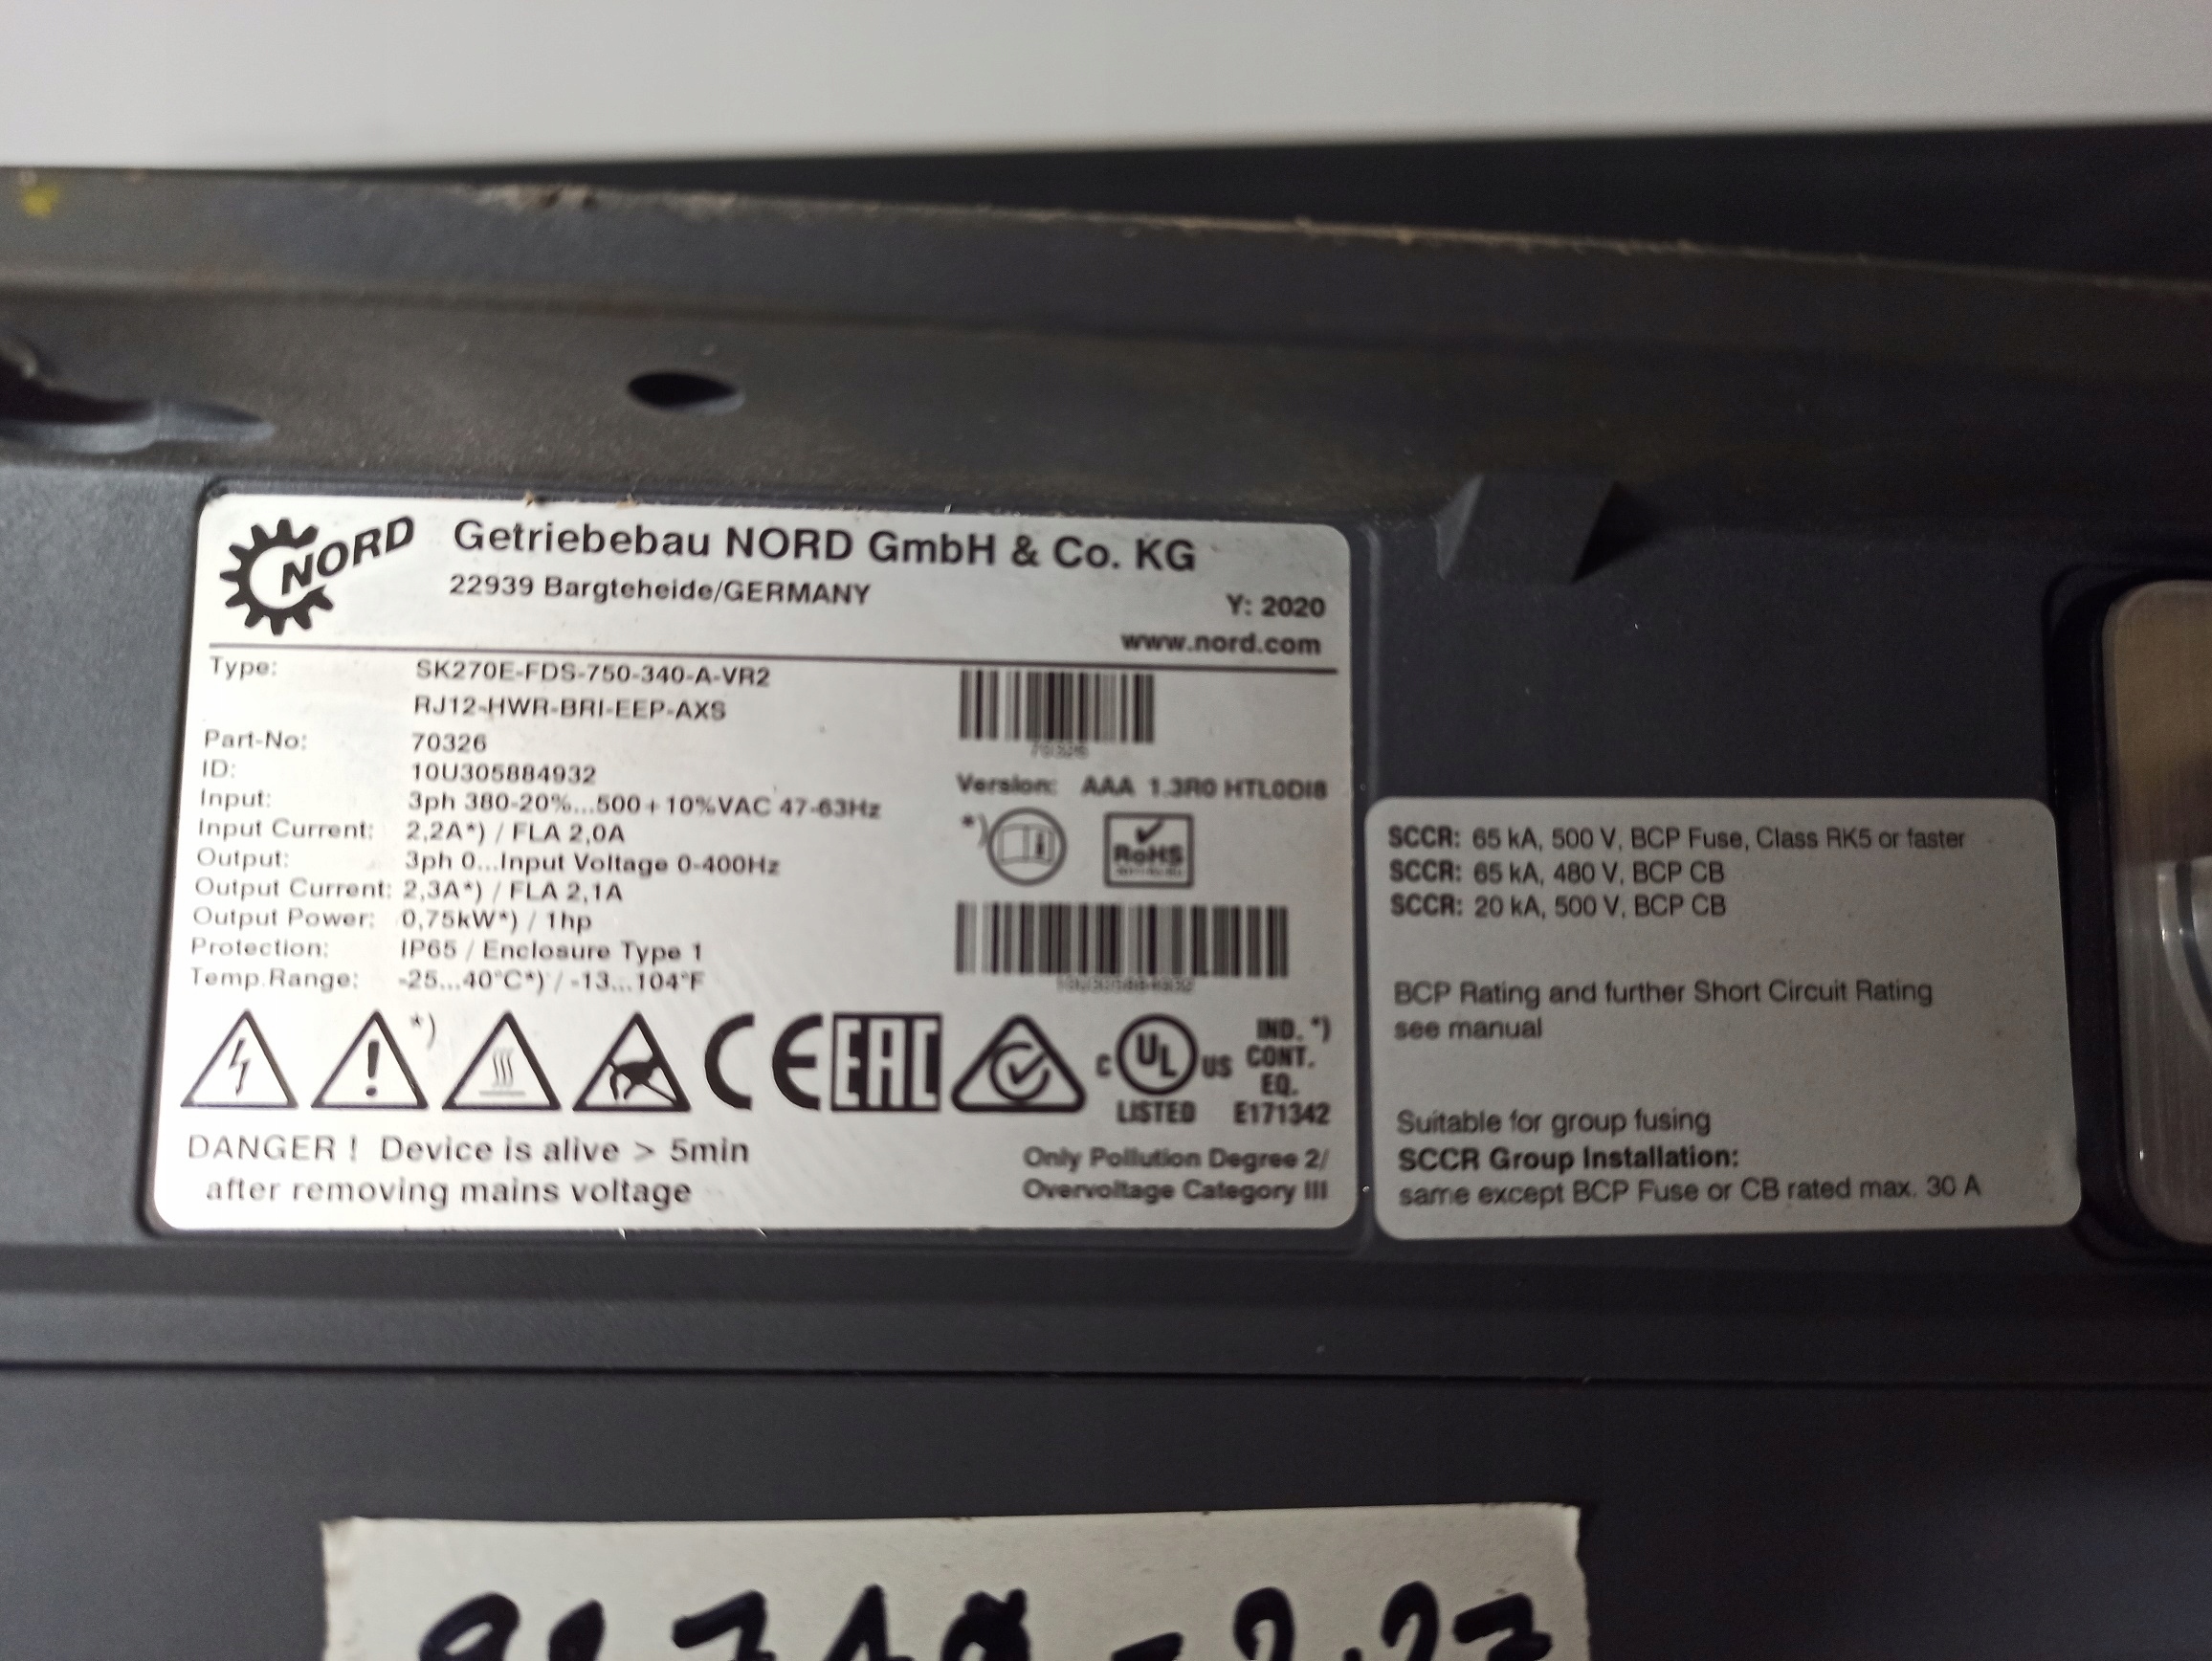 NORD
Getriebebau NORD GmbH & Co. KG
22939 Bargteheide/GERMANY
Y: 2020
www.nord.com
Type: SK270E-FDS-750-340-A-VR2
RJ12-HWR-BRI-EEP-AXS
Part-No: 70326
ID: 10U305884932
Input: 3ph 380-20%...500+10%VAC 47-63Hz
Input Current: 2,2A*) / FLA 2,0A
Output: 3ph 0...Input Voltage 0-400Hz
Output Current: 2,3A*) / FLA 2,1A
Output Power: 0,75kW*) / 1hp
Protection: IP65 / Enclosure Type 1
Temp.Range: -25...40°C*) / -13...104°F
70326
Version: AAA 1.3R0 HTL0DI8
*)
RoHS
*)
CE
EAC
C UL US
LISTED
IND. *)
CONT.
EQ.
E171342
DANGER ! Device is alive > 5min
after removing mains voltage
Only Pollution Degree 2/
Overvoltage Category III
SCCR: 65 kA, 500 V, BCP Fuse, Class RK5 or faster
SCCR: 65 kA, 480 V, BCP CB
SCCR: 20 kA, 500 V, BCP CB
BCP Rating and further Short Circuit Rating
see manual
Suitable for group fusing
SCCR Group Installation:
same except BCP Fuse or CB rated max. 30 A